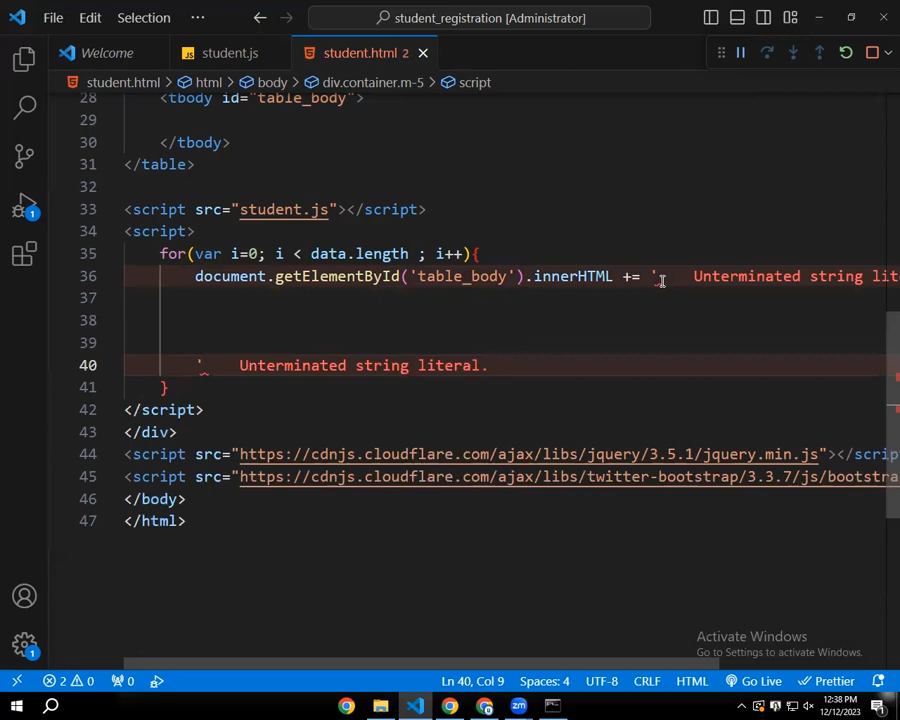 File Edit Selection ··· student_registration [Administrator]
Welcome student.js student.html 2
student.html > html > body > div.container.m-5 > script
28 <tbody id="table_body">
29
30 </tbody>
31 </table>
32
33 <script src="student.js"></script>
34 <script>
35 for(var i=0; i < data.length ; i++){
36 document.getElementById('table_body').innerHTML += ' Unterminated string lite
37
38
39
40 ' Unterminated string literal.
41 }
42 </script>
43 </div>
44 <script src="https://cdnjs.cloudflare.com/ajax/libs/jquery/3.5.1/jquery.min.js"></scrip
45 <script src="https://cdnjs.cloudflare.com/ajax/libs/twitter-bootstrap/3.3.7/js/bootstra
46 </body>
47 </html>
1
1
Activate Windows
Go to Settings to activate Windows.
2 0 0 Ln 40, Col 9 Spaces: 4 UTF-8 CRLF HTML Go Live Prettier
12:38 PM
12/12/2023